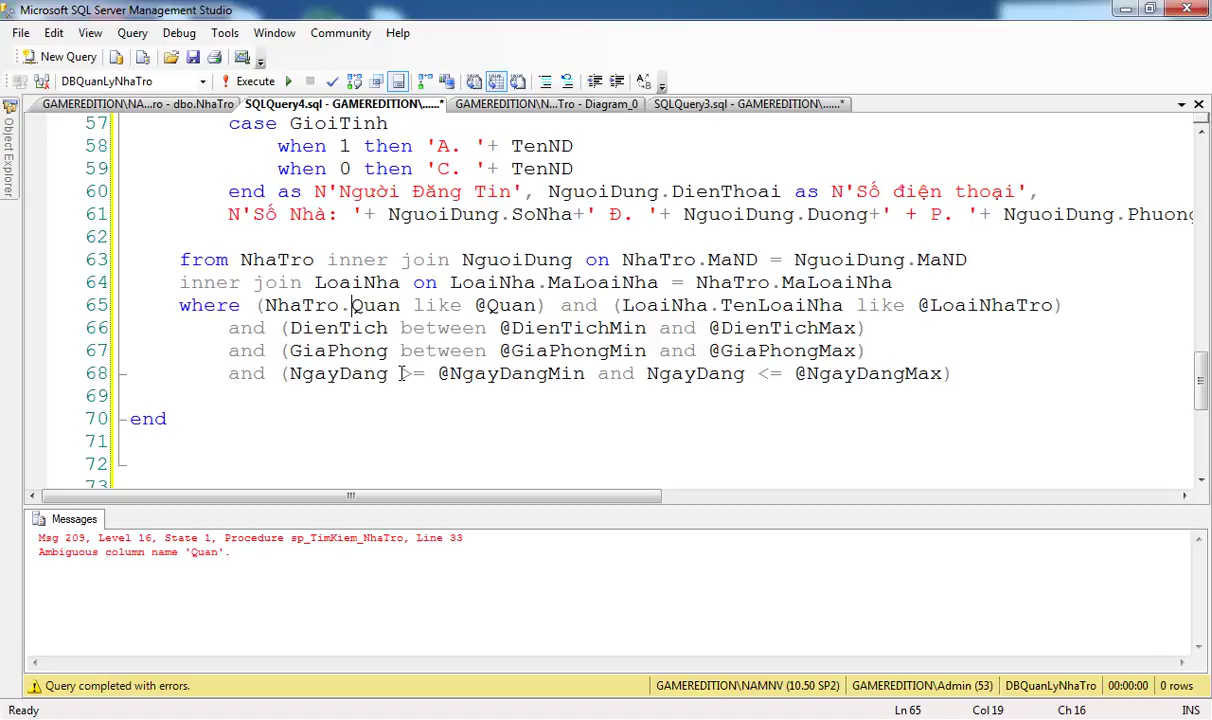 Microsoft SQL Server Management Studio
File Edit View Query Debug Tools Window Community Help
New Query
DBQuanLyNhaTro Execute
GAMEREDITION\NA...ro - dbo.NhaTro SQLQuery4.sql - GAMEREDITION\......* GAMEREDITION\N...Tro - Diagram_0 SQLQuery3.sql - GAMEREDITION\......*
Object Explorer
57 case GioiTinh
58 when 1 then 'A. '+ TenND
59 when 0 then 'C. '+ TenND
60 end as N'Người Đăng Tin', NguoiDung.DienThoai as N'Số điện thoại',
61 N'Số Nhà: '+ NguoiDung.SoNha+' Đ. '+ NguoiDung.Duong+' + P. '+ NguoiDung.Phuong
62
63 from NhaTro inner join NguoiDung on NhaTro.MaND = NguoiDung.MaND
64 inner join LoaiNha on LoaiNha.MaLoaiNha = NhaTro.MaLoaiNha
65 where (NhaTro.Quan like @Quan) and (LoaiNha.TenLoaiNha like @LoaiNhaTro)
66 and (DienTich between @DienTichMin and @DienTichMax)
67 and (GiaPhong between @GiaPhongMin and @GiaPhongMax)
68 and (NgayDang >= @NgayDangMin and NgayDang <= @NgayDangMax)
69
70 end
71
72
73
Messages
Msg 209, Level 16, State 1, Procedure sp_TimKiem_NhaTro, Line 33
Ambiguous column name 'Quan'.
Query completed with errors. GAMEREDITION\NAMNV (10.50 SP2) GAMEREDITION\Admin (53) DBQuanLyNhaTro 00:00:00 0 rows
Ready Ln 65 Col 19 Ch 16 INS